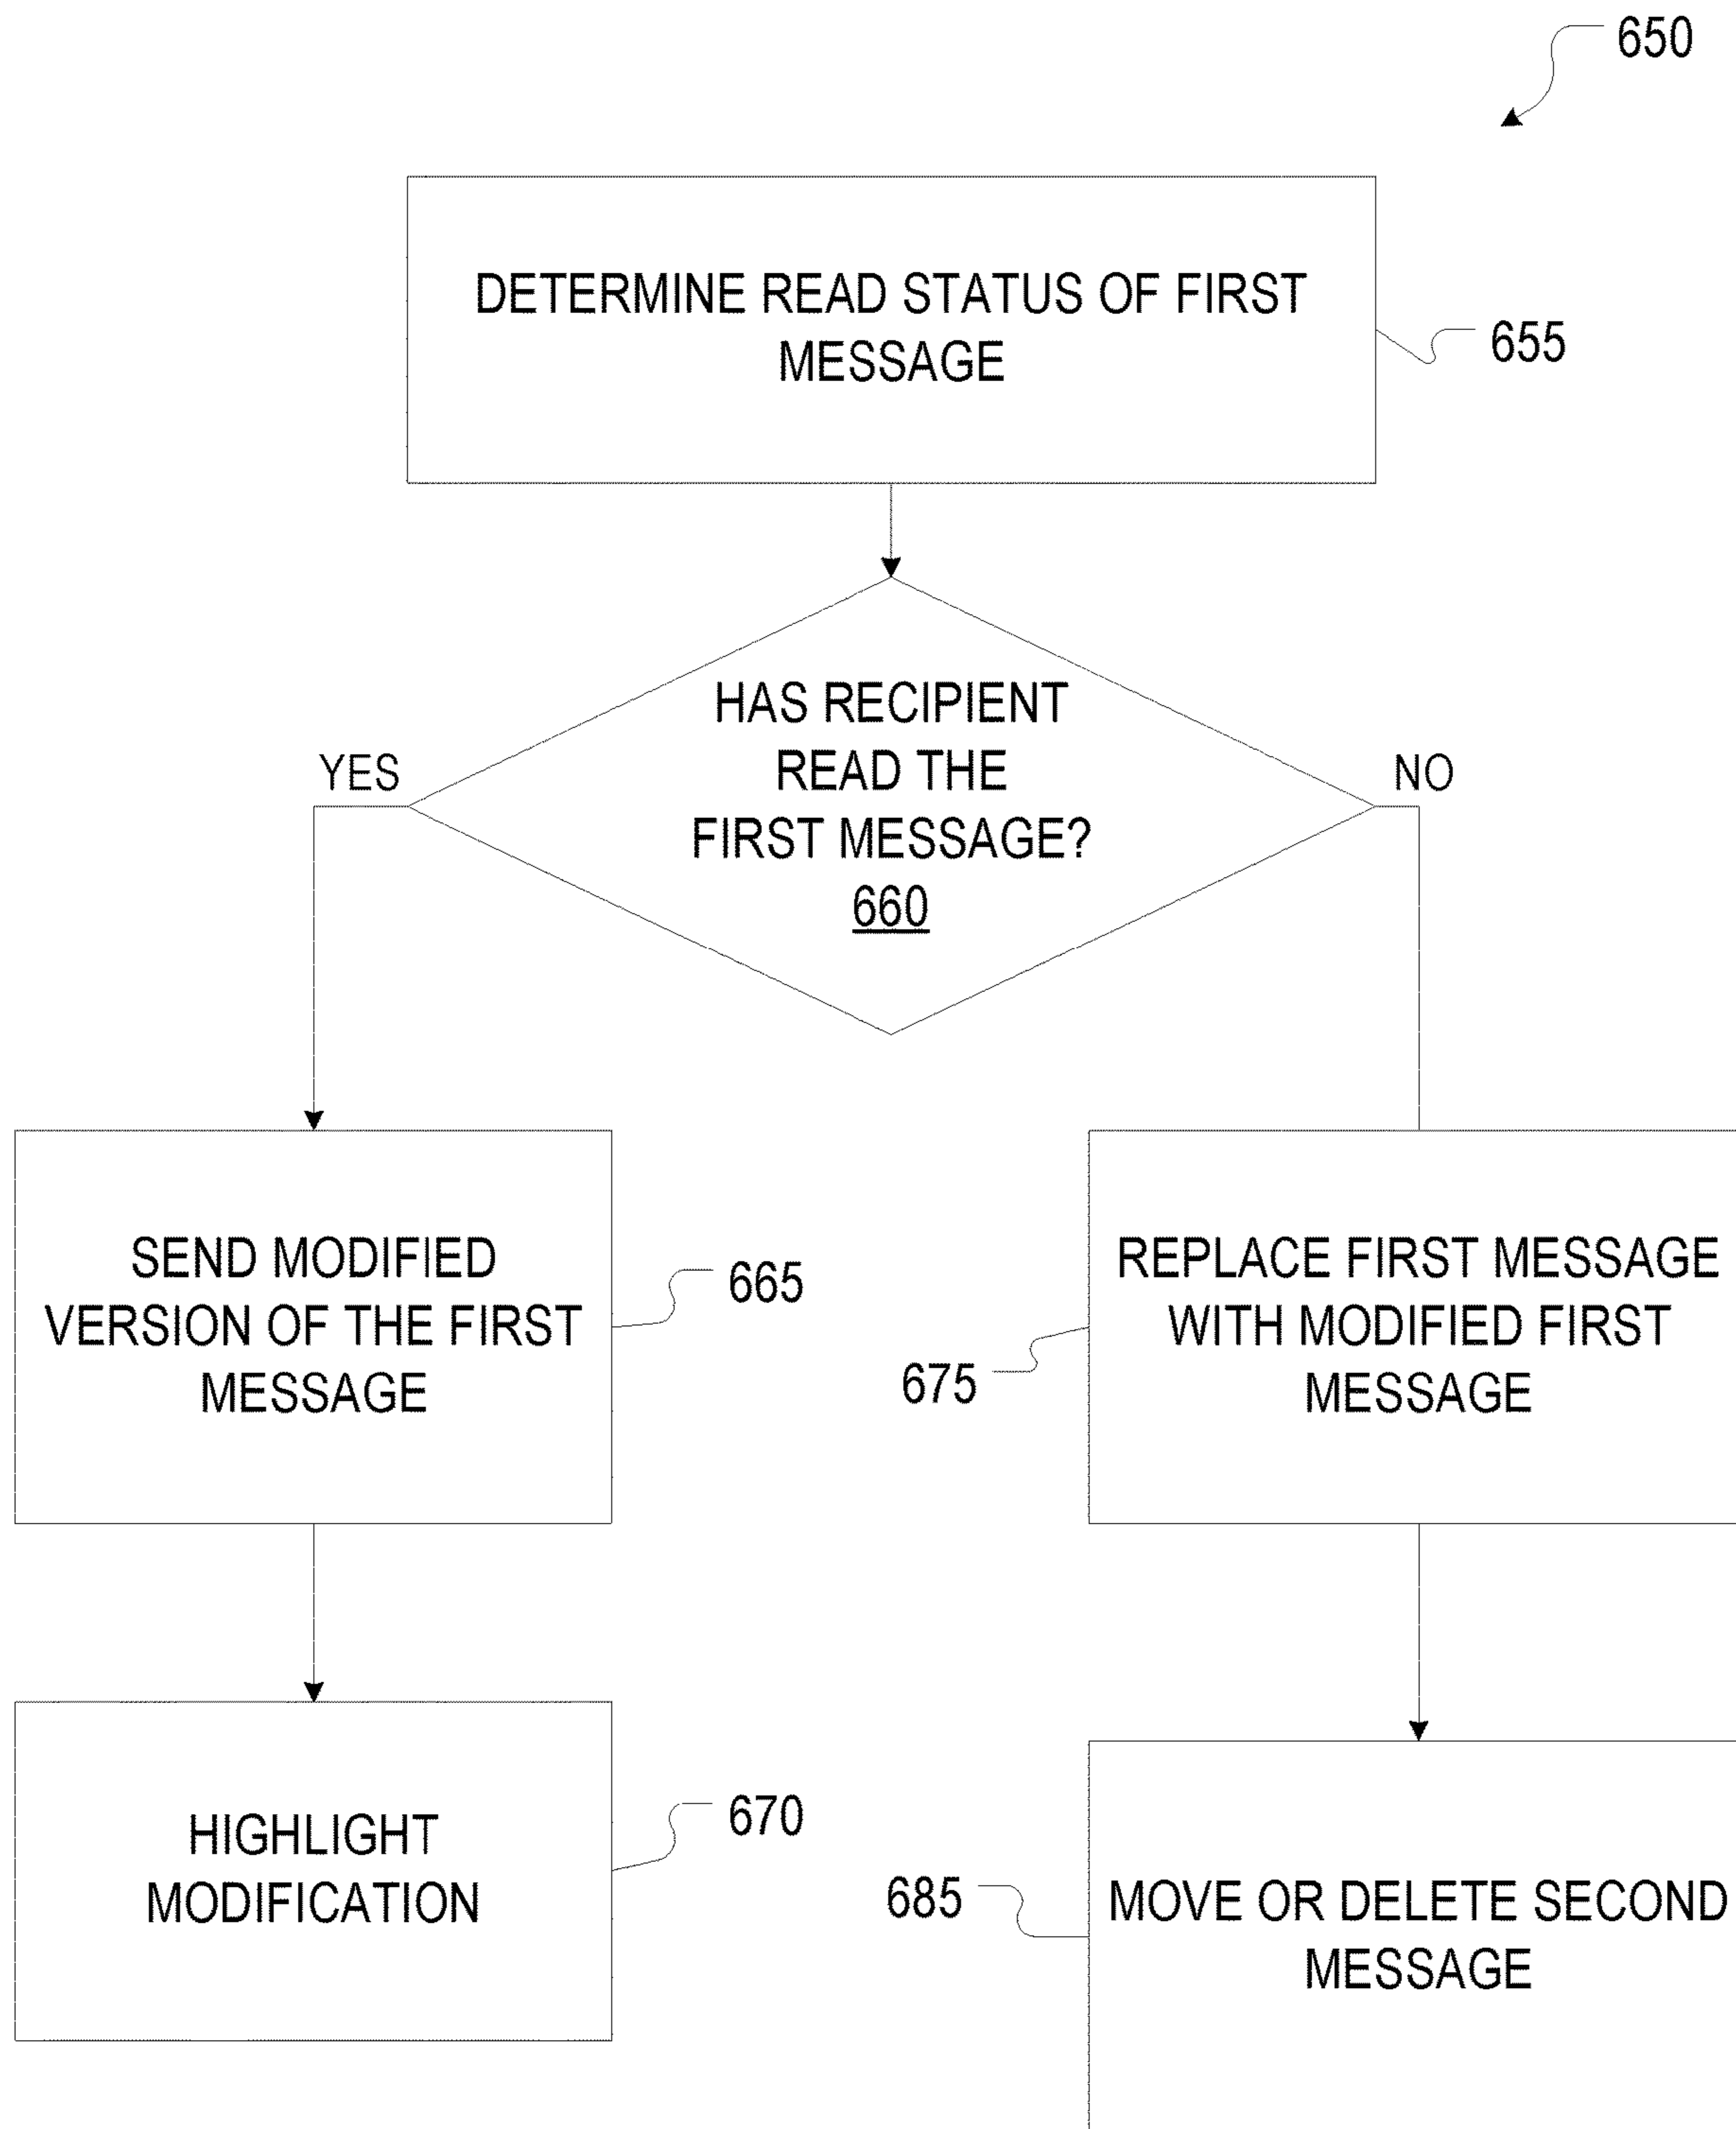 650
DETERMINE READ STATUS OF FIRST
MESSAGE
655
HAS RECIPIENT
READ THE
FIRST MESSAGE?
660
YES
NO
SEND MODIFIED
VERSION OF THE FIRST
MESSAGE
665
REPLACE FIRST MESSAGE
WITH MODIFIED FIRST
MESSAGE
675
HIGHLIGHT
MODIFICATION
670
MOVE OR DELETE SECOND
MESSAGE
685